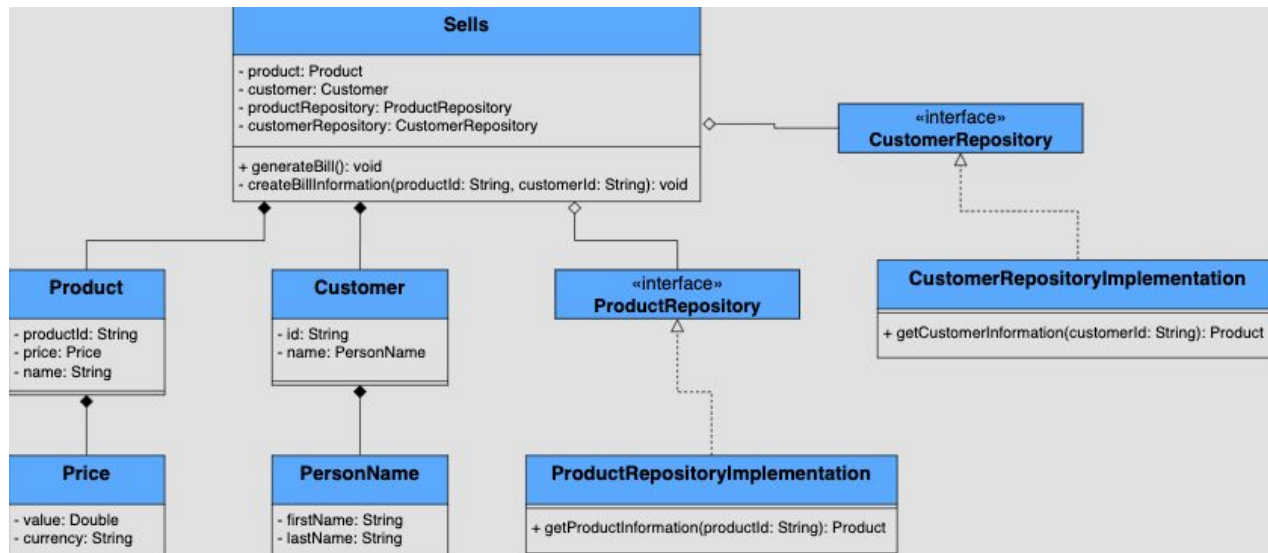 Sells
- product: Product
- customer: Customer
- productRepository: ProductRepository
- customerRepository: CustomerRepository
+ generateBill(): void
- createBillInformation(productId: String, customerId: String): void
«interface»
CustomerRepository
Product
- productId: String
- price: Price
- name: String
Customer
- id: String
- name: PersonName
«interface»
ProductRepository
CustomerRepositoryImplementation
+ getCustomerInformation(customerId: String): Product
Price
- value: Double
- currency: String
PersonName
- firstName: String
- lastName: String
ProductRepositoryImplementation
+ getProductInformation(productId: String): Product